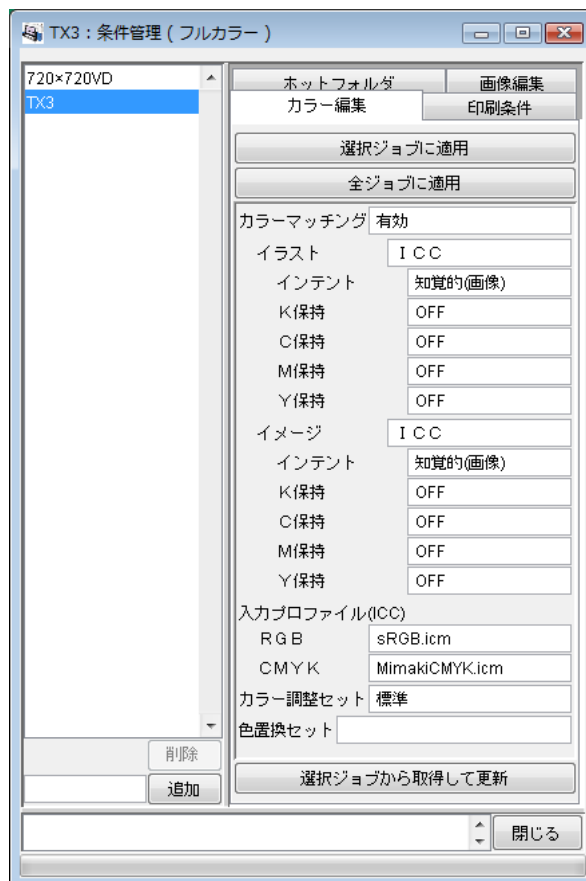 TX3：条件管理 ( フルカラー )
720×720VD
TX3
ホットフォルダ 画像編集
カラー編集 印刷条件
選択ジョブに適用
全ジョブに適用
カラーマッチング 有効
イラスト ＩＣＣ
インテント 知覚的(画像)
K保持 OFF
C保持 OFF
M保持 OFF
Y保持 OFF
イメージ ＩＣＣ
インテント 知覚的(画像)
K保持 OFF
C保持 OFF
M保持 OFF
Y保持 OFF
入力プロファイル(ICC)
ＲＧＢ sRGB.icm
ＣＭＹＫ MimakiCMYK.icm
カラー調整セット 標準
色置換セット
削除
追加
選択ジョブから取得して更新
閉じる